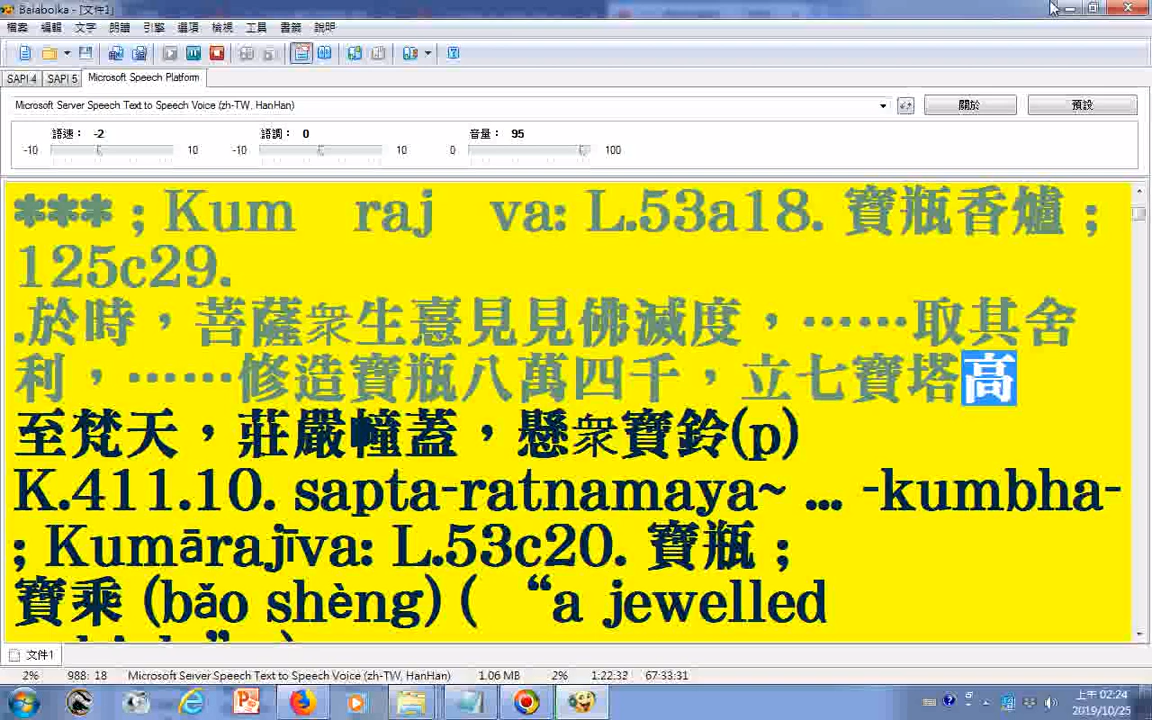 Balabolka - [文件1]
檔案 編輯 文字 朗讀 引擎 選項 檢視 工具 書籤 說明
SAPI 4 SAPI 5 Microsoft Speech Platform
Microsoft Server Speech Text to Speech Voice (zh-TW, HanHan) 關於 預設
語速： -2 語調： 0 音量： 95
-10 10 -10 10 0 100
*** ; Kum raj va: L.53a18. 寶瓶香爐 ;
125c29.
.於時，菩薩衆生憙見見佛滅度，……取其舍
利，……修造寶瓶八萬四千，立七寶塔高
至梵天，莊嚴幢蓋，懸衆寶鈴(p)
K.411.10. sapta-ratnamaya~ ... -kumbha-
; Kumārajīva: L.53c20. 寶瓶 ;
寶乘 (bǎo shèng) ( “a jewelled
文件1
2% 988: 18 Microsoft Server Speech Text to Speech Voice (zh-TW, HanHan) 1.06 MB 2% 1:22:32 67:33:31
上午 02:24
2019/10/25